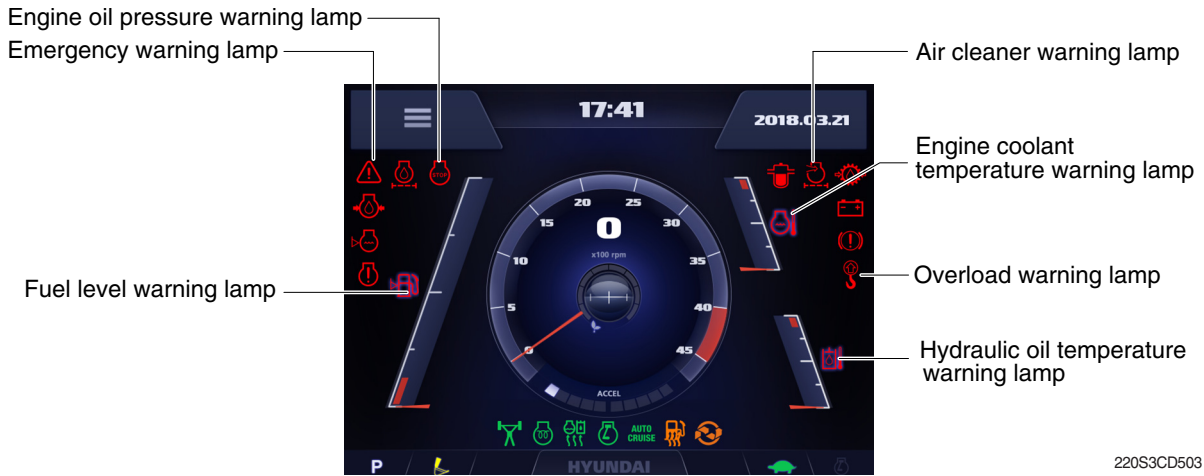 Engine oil pressure warning lamp
Emergency warning lamp
Air cleaner warning lamp
Engine coolant
temperature warning lamp
Fuel level warning lamp
Overload warning lamp
Hydraulic oil temperature
warning lamp
17:41
2018.03.21
STOP
0
x100 rpm
0
5
10
15
20
25
30
35
40
45
ACCEL
AUTO
CRUISE
P
HYUNDAI
220S3CD503